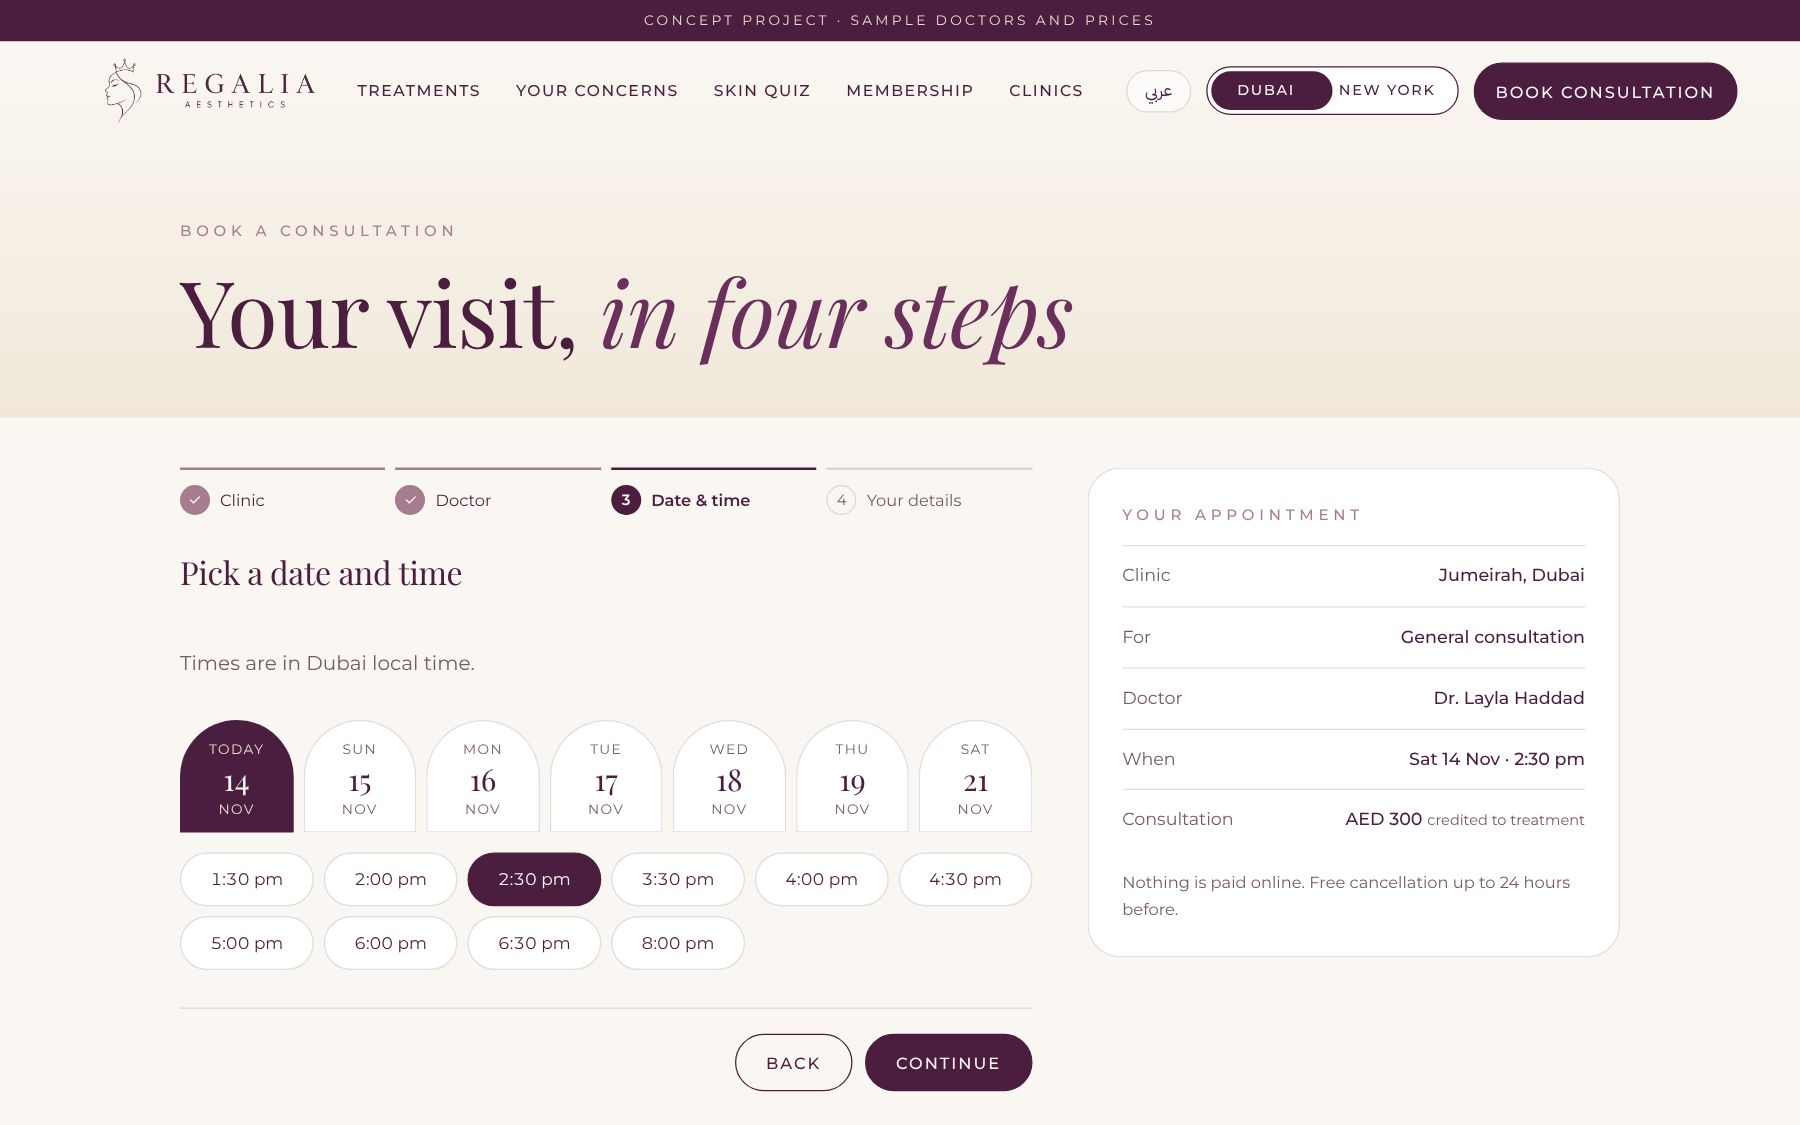 CONCEPT PROJECT · SAMPLE DOCTORS AND PRICES
REGALIA
AESTHETICS
TREATMENTS
YOUR CONCERNS
SKIN QUIZ
MEMBERSHIP
CLINICS
عربي
DUBAI
NEW YORK
BOOK CONSULTATION
BOOK A CONSULTATION
Your visit, in four steps
Clinic
Doctor
3 Date & time
4 Your details
Pick a date and time
Times are in Dubai local time.
TODAY
14
NOV
SUN
15
NOV
MON
16
NOV
TUE
17
NOV
WED
18
NOV
THU
19
NOV
SAT
21
NOV
1:30 pm
2:00 pm
2:30 pm
3:30 pm
4:00 pm
4:30 pm
5:00 pm
6:00 pm
6:30 pm
8:00 pm
BACK
CONTINUE
YOUR APPOINTMENT
Clinic Jumeirah, Dubai
For General consultation
Doctor Dr. Layla Haddad
When Sat 14 Nov · 2:30 pm
Consultation AED 300 credited to treatment
Nothing is paid online. Free cancellation up to 24 hours
before.